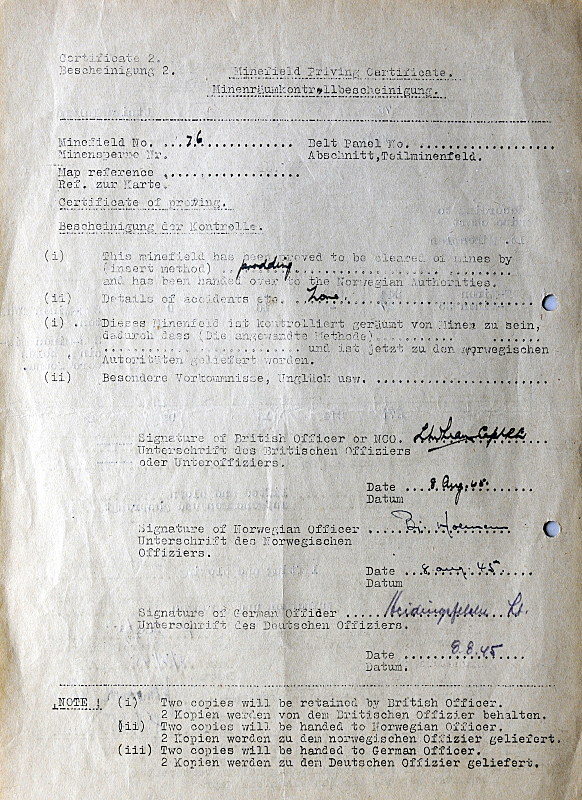 Certificate 2.
Bescheinigung 2.
Minefield Priving Certificate.
Minenräumkontrollbescheinigung.
Minefield No. ...76.............
Minensperre Nr.
Belt Panel No. ....................
Abschnitt,Teilminenfeld.
Map reference ....................
Ref. zur Karte.
Certificate of proving.
Bescheinigung der Kontrolle.
(i) This minefield has been proved to be cleared of mines by
(insert method) ..prodding..........................
and has been handed over to the Norwegian Authorities.
(ii) Details of accidents etc. ..None..........................
(i) Dieses Minenfeld ist kontrolliert geräumt von Minen zu sein,
dadurch dass (Die angewandte Methode)......................
............................ und ist jetzt zu den norwegischen
Autoritäten geliefert worden.
(ii) Besondere Vorkommnisse, Unglück usw. ........................
Signature of British Officer or NCO.
Unterschrift des Britischen Offiziers
oder Unteroffiziers.
Date ..8.Aug.45.........
Datum
Signature of Norwegian Officer
Unterschrift des Norwegischen
Offiziers.
Date ...8 aug. 45.......
Datum
Signature of German Offider ..... Lt.
Unterschrift des Deutschen Offiziers.
Date ....8.8.45....
Datum.
NOTE ! (i) Two copies will be retained by British Officer.
2 Kopien werden von dem Britischen Offizier behalten.
(ii) Two copies will be handed to Norwegian Officer.
2 Kopien werden zu dem norwegischen Offizier geliefert.
(iii) Two copies will be handed to German Officer.
2 Kopien werden zu dem Deutschen Offizier geliefert.